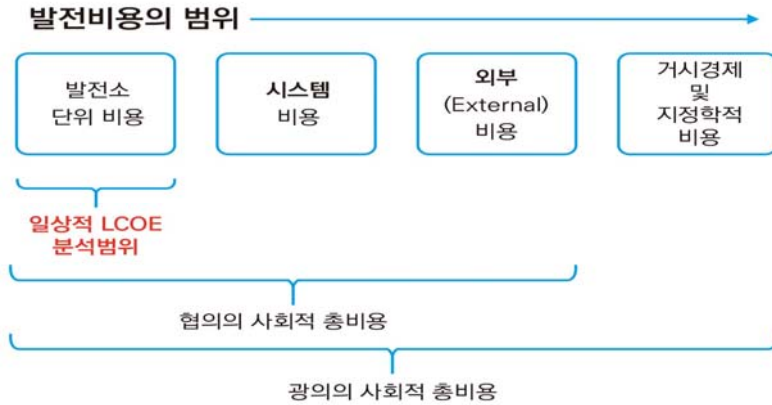 발전비용의 범위
발전소
단위 비용
시스템
비용
외부
(External)
비용
거시경제
및
지정학적
비용
일상적 LCOE
분석범위
협의의 사회적 총비용
광의의 사회적 총비용